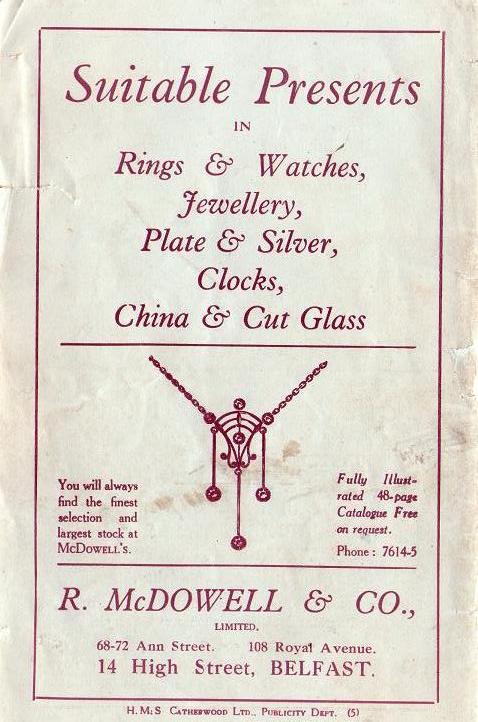 Suitable Presents
IN
Rings & Watches,
Jewellery,
Plate & Silver,
Clocks,
China & Cut Glass
You will always
find the finest
selection and
largest stock at
McDOWELL'S.
Fully Illust-
rated 48-page
Catalogue Free
on request.
Phone : 7614-5
R. McDOWELL & CO.,
LIMITED.
68-72 Ann Street. 108 Royal Avenue.
14 High Street, BELFAST.
H. McS CATHERWOOD LTD., PUBLICITY DEPT. (5)